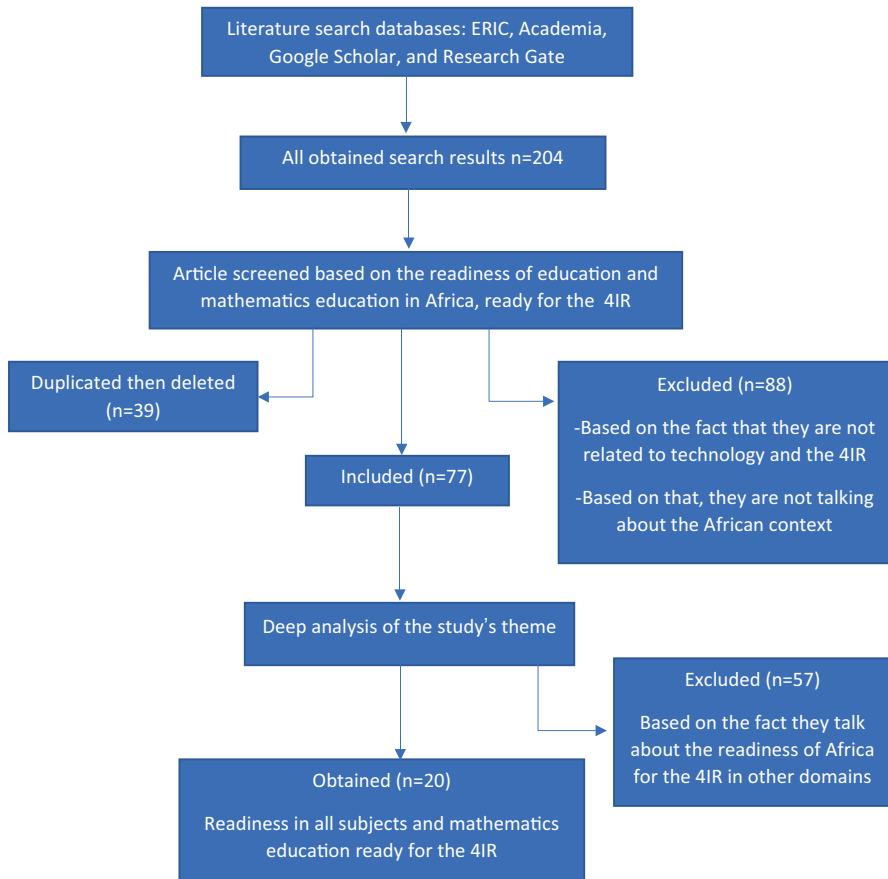 Literature search databases: ERIC, Academia,
Google Scholar, and Research Gate
All obtained search results n=204
Article screened based on the readiness of education and
mathematics education in Africa, ready for the 4IR
Duplicated then deleted
(n=39)
Excluded (n=88)
-Based on the fact that they are not
related to technology and the 4IR
-Based on that, they are not talking
about the African context
Included (n=77)
Deep analysis of the study’s theme
Excluded (n=57)
Based on the fact they talk
about the readiness of Africa
for the 4IR in other domains
Obtained (n=20)
Readiness in all subjects and mathematics
education ready for the 4IR